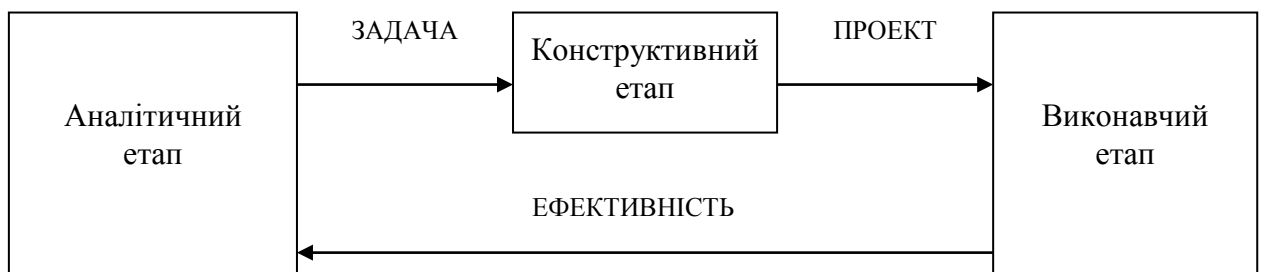 ЗАДАЧА
ПРОЕКТ
Конструктивний
етап
Аналітичний
етап
Виконавчий
етап
ЕФЕКТИВНІСТЬ